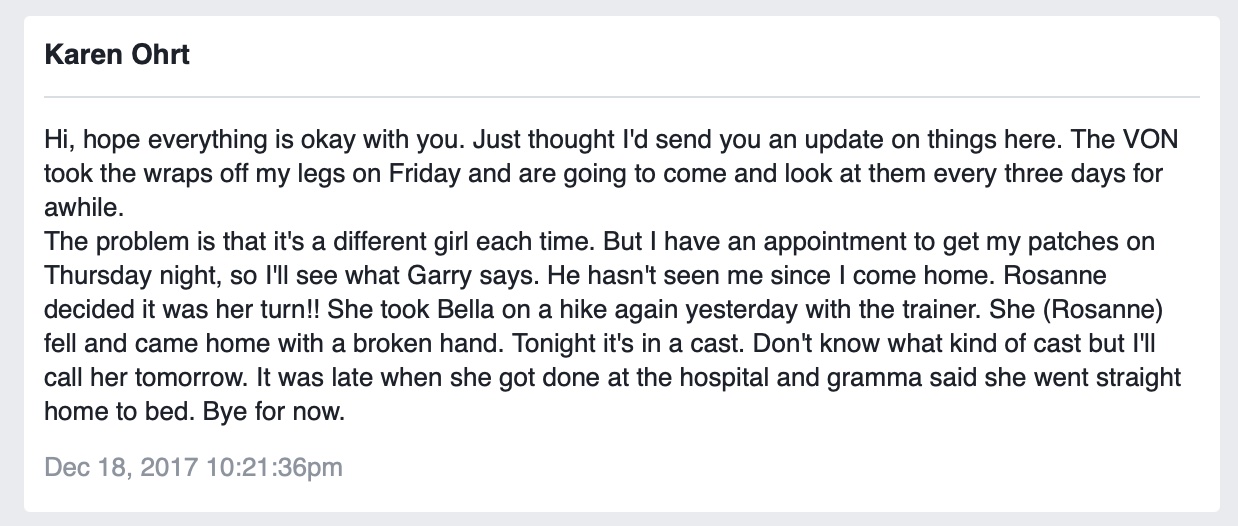 Karen Ohrt
Hi, hope everything is okay with you. Just thought I'd send you an update on things here. The VON
took the wraps off my legs on Friday and are going to come and look at them every three days for
awhile.
The problem is that it's a different girl each time. But I have an appointment to get my patches on
Thursday night, so I'll see what Garry says. He hasn't seen me since I come home. Rosanne
decided it was her turn!! She took Bella on a hike again yesterday with the trainer. She (Rosanne)
fell and came home with a broken hand. Tonight it's in a cast. Don't know what kind of cast but I'll
call her tomorrow. It was late when she got done at the hospital and gramma said she went straight
home to bed. Bye for now.
Dec 18, 2017 10:21:36pm